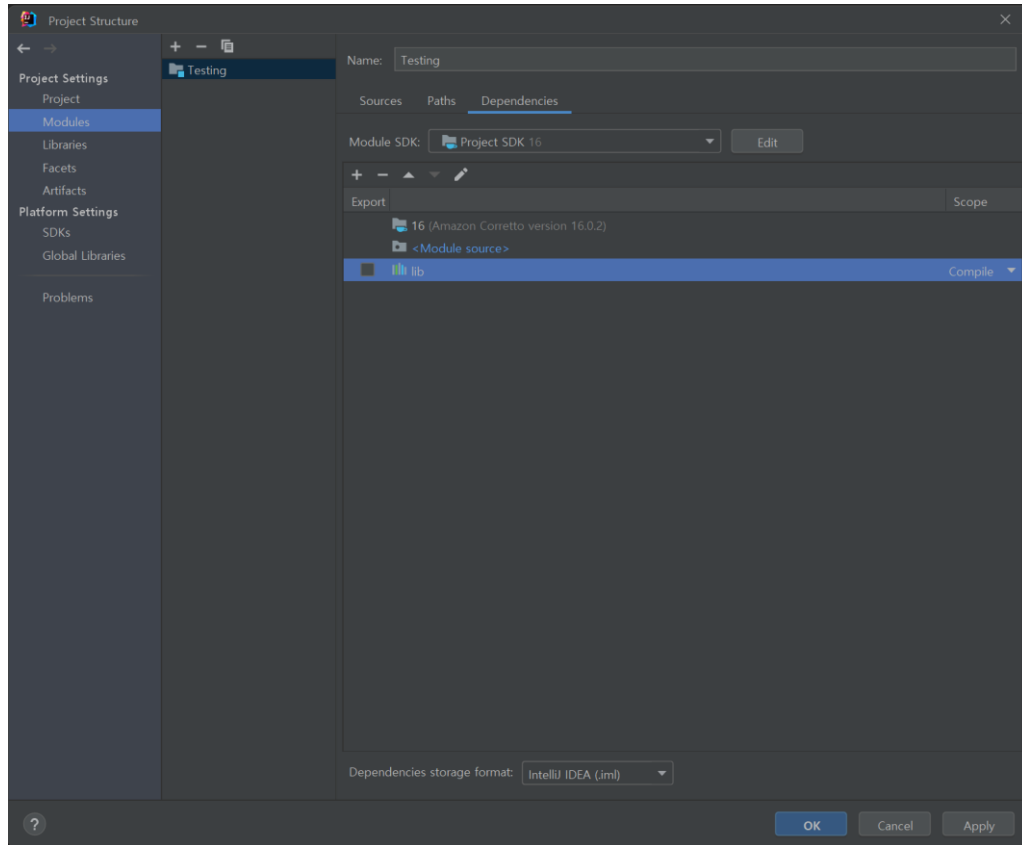 Project Structure
Project Settings
Project
Modules
Libraries
Facets
Artifacts
Platform Settings
SDKs
Global Libraries
Problems
Testing
Name: Testing
Sources Paths Dependencies
Module SDK: Project SDK 16 Edit
Export Scope
16 (Amazon Corretto version 16.0.2)
<Module source>
lib Compile
Dependencies storage format: IntelliJ IDEA (.iml)
? OK Cancel Apply